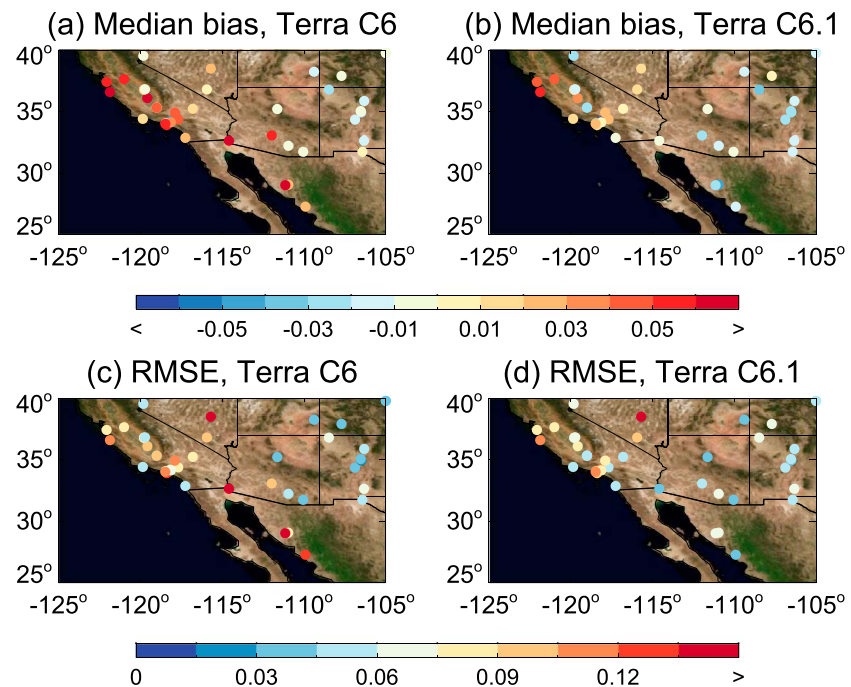 (a) Median bias, Terra C6 (b) Median bias, Terra C6.1
40° 40°
35° 35°
30° 30°
25° 25°
-125° -120° -115° -110° -105° -125° -120° -115° -110° -105°
< -0.05 -0.03 -0.01 0.01 0.03 0.05 >
(c) RMSE, Terra C6 (d) RMSE, Terra C6.1
40° 40°
35° 35°
30° 30°
25° 25°
-125° -120° -115° -110° -105° -125° -120° -115° -110° -105°
0 0.03 0.06 0.09 0.12 >